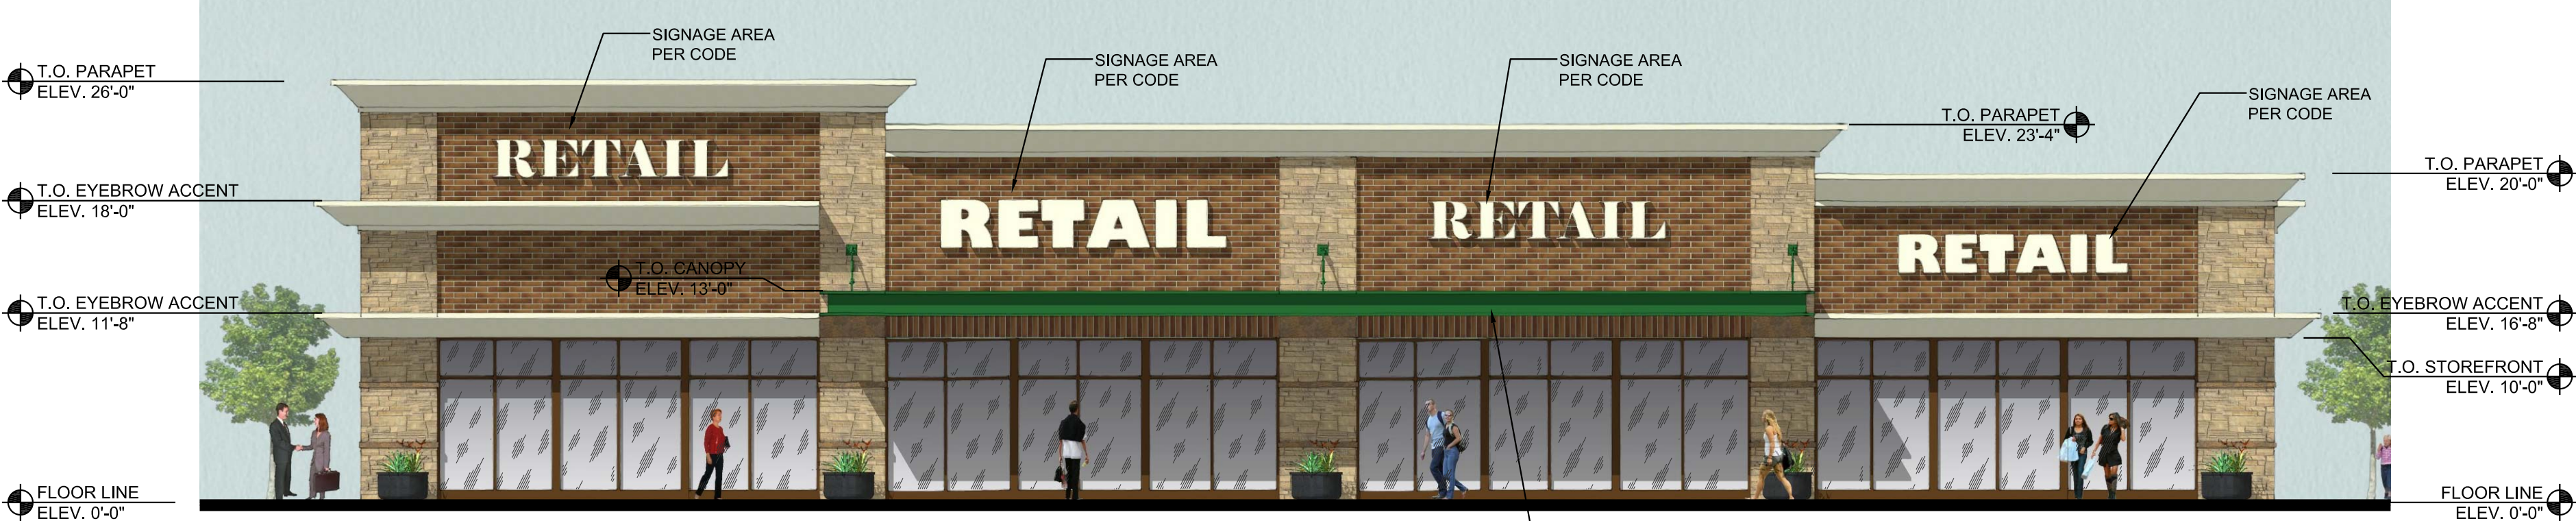 SIGNAGE AREA
PER CODE
SIGNAGE AREA
PER CODE
SIGNAGE AREA
PER CODE
SIGNAGE AREA
PER CODE
T.O. PARAPET
ELEV. 26'-0"
T.O. PARAPET
ELEV. 23'-4"
T.O. PARAPET
ELEV. 20'-0"
RETAIL
RETAIL
RETAIL
RETAIL
T.O. EYEBROW ACCENT
ELEV. 18'-0"
T.O. CANOPY
ELEV. 13'-0"
T.O. EYEBROW ACCENT
ELEV. 11'-8"
T.O. EYEBROW ACCENT
ELEV. 16'-8"
T.O. STOREFRONT
ELEV. 10'-0"
FLOOR LINE
ELEV. 0'-0"
FLOOR LINE
ELEV. 0'-0"